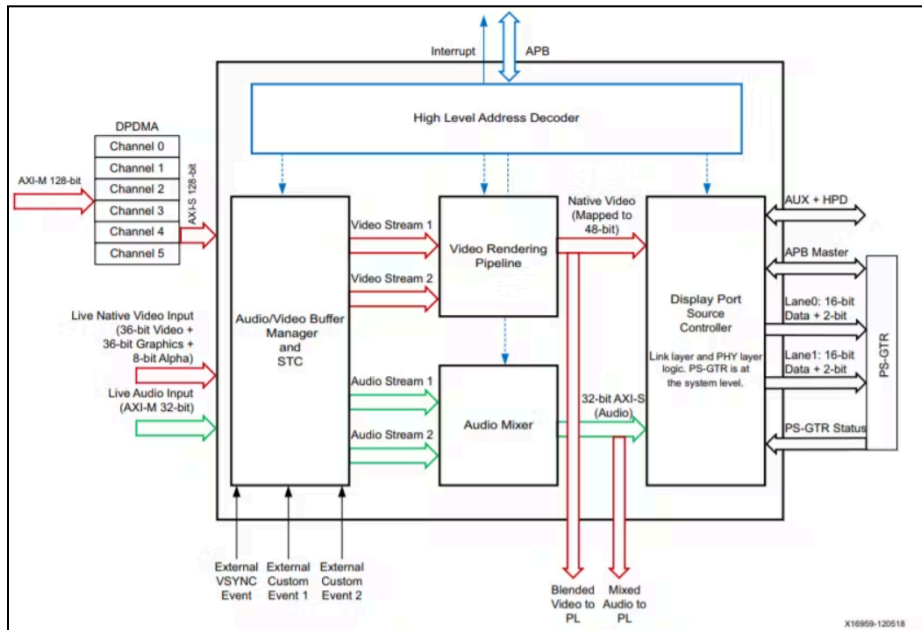 Interrupt
APB
High Level Address Decoder
DPDMA
Channel 0
Channel 1
Channel 2
Channel 3
Channel 4
Channel 5
AXI-M 128-bit
AXI-S 128-bit
Live Native Video Input
(36-bit Video +
36-bit Graphics +
8-bit Alpha)
Live Audio Input
(AXI-M 32-bit)
Audio/Video Buffer
Manager
and
STC
Video Stream 1
Video Stream 2
Audio Stream 1
Audio Stream 2
Video Rendering
Pipeline
Audio Mixer
Native Video
(Mapped to
48-bit)
32-bit AXI-S
(Audio)
Display Port
Source
Controller
Link layer and PHY layer
logic. PS-GTR is at
the system level.
AUX + HPD
APB Master
Lane0: 16-bit
Data + 2-bit
Lane1: 16-bit
Data + 2-bit
PS-GTR Status
PS-GTR
External
VSYNC
Event
External
Custom
Event 1
External
Custom
Event 2
Blended
Video to
PL
Mixed
Audio to
PL
X16959-120518